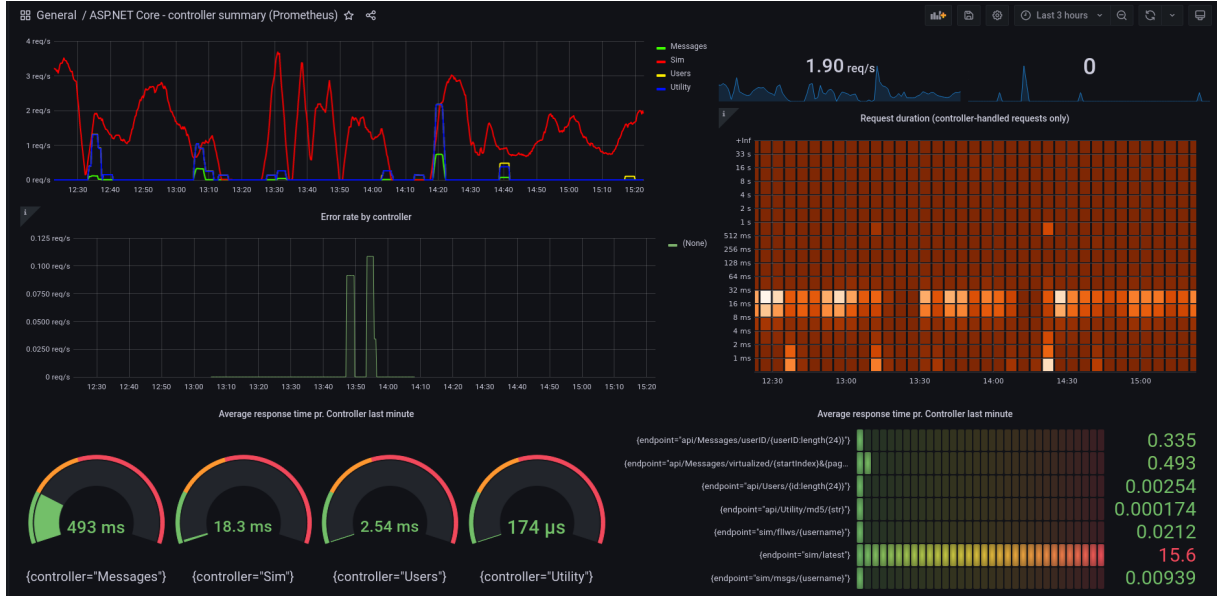 General / ASP.NET Core - controller summary (Prometheus)
Last 3 hours
4 req/s
3 req/s
2 req/s
1 req/s
0 req/s
12:30 12:40 12:50 13:00 13:10 13:20 13:30 13:40 13:50 14:00 14:10 14:20 14:30 14:40 14:50 15:00 15:10 15:20
Messages
Sim
Users
Utility
1.90 req/s
0
i
Error rate by controller
0.125 req/s
0.100 req/s
0.0750 req/s
0.0500 req/s
0.0250 req/s
0 req/s
12:30 12:40 12:50 13:00 13:10 13:20 13:30 13:40 13:50 14:00 14:10 14:20 14:30 14:40 14:50 15:00 15:10 15:20
(None)
i
Request duration (controller-handled requests only)
+Inf
33 s
16 s
8 s
4 s
2 s
1 s
512 ms
256 ms
128 ms
64 ms
32 ms
16 ms
8 ms
4 ms
2 ms
1 ms
12:30 13:00 13:30 14:00 14:30 15:00
Average response time pr. Controller last minute
493 ms
{controller="Messages"}
18.3 ms
{controller="Sim"}
2.54 ms
{controller="Users"}
174 µs
{controller="Utility"}
Average response time pr. Controller last minute
{endpoint="api/Messages/userID/{userID:length(24)}"} 0.335
{endpoint="api/Messages/virtualized/{startIndex}&{pag... 0.493
{endpoint="api/Users/{id:length(24)}"} 0.00254
{endpoint="api/Utility/md5/{str}"} 0.000174
{endpoint="sim/fllws/{username}"} 0.0212
{endpoint="sim/latest"} 15.6
{endpoint="sim/msgs/{username}"} 0.00939